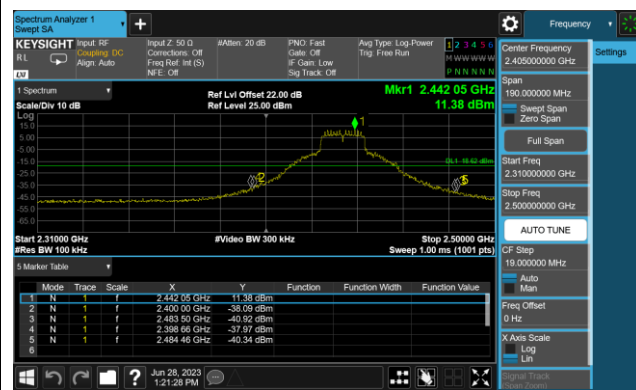 Spectrum Analyzer 1
Swept SA
Frequency
KEYSIGHT
RL
LXI
Input: RF
Coupling: DC
Align: Auto
Input Z: 50 Ω
Corrections: Off
Freq Ref: Int (S)
NFE: Off
#Atten: 20 dB
PNO: Fast
Gate: Off
IF Gain: Low
Sig Track: Off
Avg Type: Log-Power
Trig: Free Run
1 2 3 4 5 6
M W W W W W
P N N N N N
Center Frequency
2.405000000 GHz
Settings
Span
190.000000 MHz
Swept Span
Zero Span
Full Span
Start Freq
2.310000000 GHz
Stop Freq
2.500000000 GHz
AUTO TUNE
CF Step
19.000000 MHz
Auto
Man
Freq Offset
0 Hz
X Axis Scale
Log
Lin
Signal Track
(Span Zoom)
1 Spectrum
Scale/Div 10 dB
Ref Lvl Offset 22.00 dB
Ref Level 25.00 dBm
Mkr1 2.442 05 GHz
11.38 dBm
Log
15.0
5.00
-5.00
-15.0
-25.0
-35.0
-45.0
-55.0
-65.0
1
DL1 -18.62 dBm
2
Start 2.31000 GHz
#Res BW 100 kHz
#Video BW 300 kHz
Stop 2.50000 GHz
Sweep 1.00 ms (1001 pts)
5 Marker Table
Mode Trace Scale X Y Function Function Width Function Value
1 N 1 f 2.442 05 GHz 11.38 dBm
2 N 1 f 2.400 00 GHz -38.09 dBm
3 N 1 f 2.483 50 GHz -40.92 dBm
4 N 1 f 2.398 66 GHz -37.97 dBm
5 N 1 f 2.484 46 GHz -40.34 dBm
6
Jun 28, 2023
1:21:28 PM